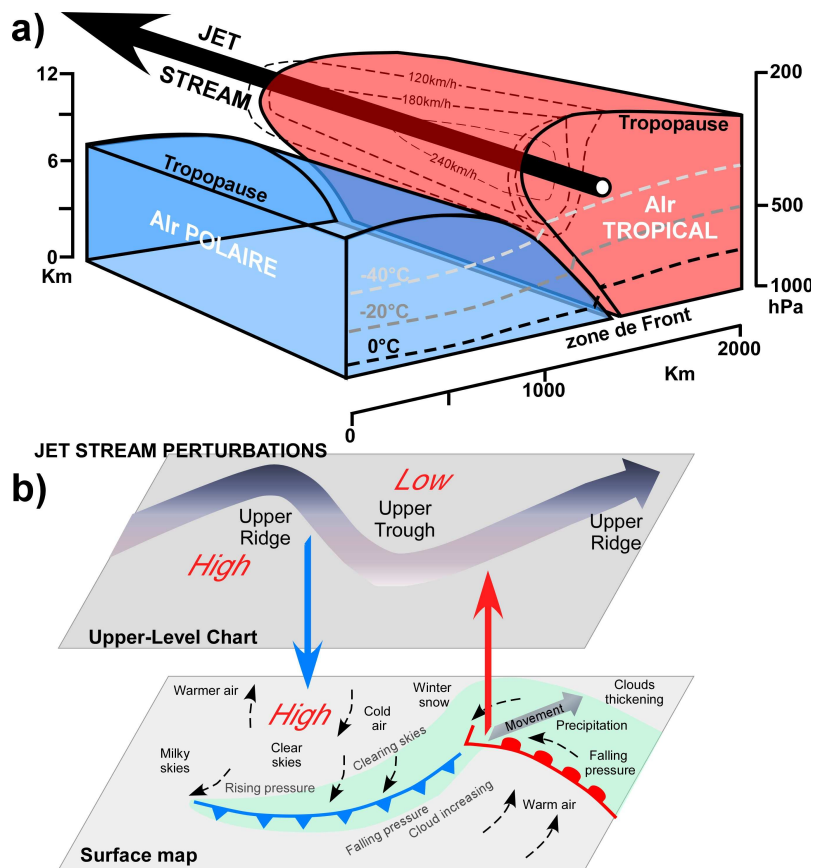 a)
JET
STREAM
12
6
0
Km
120km/h
180km/h
240km/h
200
500
1000
hPa
Tropopause
Tropopause
AIr POLAIRE
AIr
TROPICAL
-40°C
-20°C
0°C
zone de Front
0
1000
Km
2000
JET STREAM PERTURBATIONS
b)
Low
Upper
Ridge
Upper
Trough
Upper
Ridge
High
Upper-Level Chart
Warmer air
High
Cold
air
Winter
snow
Clouds
thickening
Movement
Precipitation
Clear
skies
Clearing skies
Milky
skies
Rising pressure
Falling
pressure
Falling pressure
Cloud increasing
Warm air
Surface map